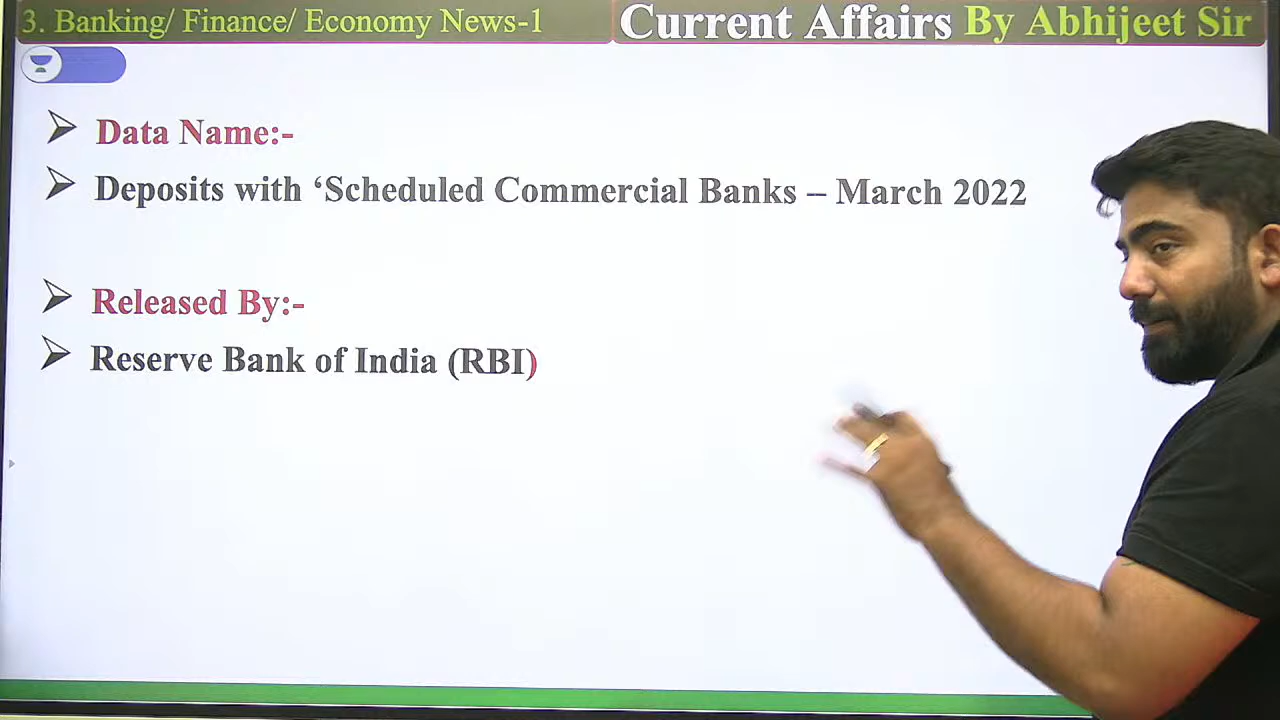 3. Banking/ Finance/ Economy News-1
Current Affairs By Abhijeet Sir
Data Name:-
Deposits with ‘Scheduled Commercial Banks – March 2022
Released By:-
Reserve Bank of India (RBI)